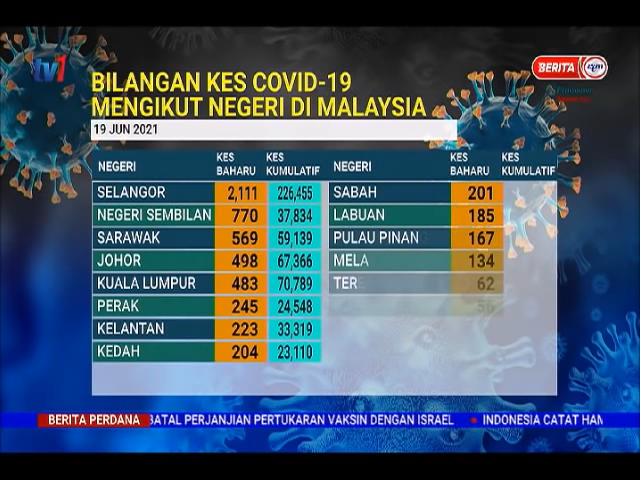 tv1
BERITA rtm
BILANGAN KES COVID-19
MENGIKUT NEGERI DI MALAYSIA
19 JUN 2021
NEGERI KES BAHARU KES KUMULATIF NEGERI KES BAHARU KES KUMULATIF
SELANGOR 2,111 226,455 SABAH 201
NEGERI SEMBILAN 770 37,834 LABUAN 185
SARAWAK 569 59,139 PULAU PINAN 167
JOHOR 498 67,366 MELA 134
KUALA LUMPUR 483 70,789 TER 62
PERAK 245 24,548 56
KELANTAN 223 33,319
KEDAH 204 23,110
BERITA PERDANA BATAL PERJANJIAN PERTUKARAN VAKSIN DENGAN ISRAEL • INDONESIA CATAT HAM